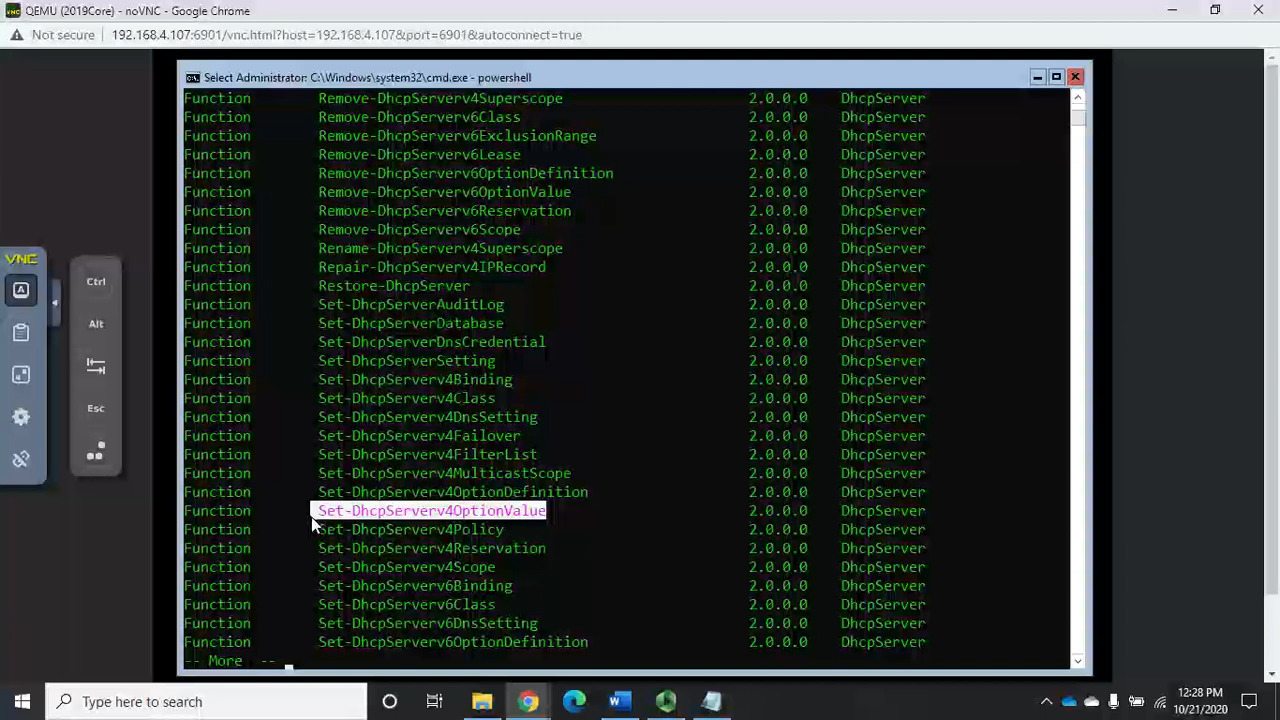 QEMU (2019Core) - noVNC - Google Chrome
Not secure 192.168.4.107:6901/vnc.html?host=192.168.4.107&port=6901&autoconnect=true
Select Administrator: C:\Windows\system32\cmd.exe - powershell
Function Remove-DhcpServerv4Superscope 2.0.0.0 DhcpServer
Function Remove-DhcpServerv6Class 2.0.0.0 DhcpServer
Function Remove-DhcpServerv6ExclusionRange 2.0.0.0 DhcpServer
Function Remove-DhcpServerv6Lease 2.0.0.0 DhcpServer
Function Remove-DhcpServerv6OptionDefinition 2.0.0.0 DhcpServer
Function Remove-DhcpServerv6OptionValue 2.0.0.0 DhcpServer
Function Remove-DhcpServerv6Reservation 2.0.0.0 DhcpServer
Function Remove-DhcpServerv6Scope 2.0.0.0 DhcpServer
Function Rename-DhcpServerv4Superscope 2.0.0.0 DhcpServer
Function Repair-DhcpServerv4IPRecord 2.0.0.0 DhcpServer
Function Restore-DhcpServer 2.0.0.0 DhcpServer
Function Set-DhcpServerAuditLog 2.0.0.0 DhcpServer
Function Set-DhcpServerDatabase 2.0.0.0 DhcpServer
Function Set-DhcpServerDnsCredential 2.0.0.0 DhcpServer
Function Set-DhcpServerSetting 2.0.0.0 DhcpServer
Function Set-DhcpServerv4Binding 2.0.0.0 DhcpServer
Function Set-DhcpServerv4Class 2.0.0.0 DhcpServer
Function Set-DhcpServerv4DnsSetting 2.0.0.0 DhcpServer
Function Set-DhcpServerv4Failover 2.0.0.0 DhcpServer
Function Set-DhcpServerv4FilterList 2.0.0.0 DhcpServer
Function Set-DhcpServerv4MulticastScope 2.0.0.0 DhcpServer
Function Set-DhcpServerv4OptionDefinition 2.0.0.0 DhcpServer
Function Set-DhcpServerv4OptionValue 2.0.0.0 DhcpServer
Function Set-DhcpServerv4Policy 2.0.0.0 DhcpServer
Function Set-DhcpServerv4Reservation 2.0.0.0 DhcpServer
Function Set-DhcpServerv4Scope 2.0.0.0 DhcpServer
Function Set-DhcpServerv6Binding 2.0.0.0 DhcpServer
Function Set-DhcpServerv6Class 2.0.0.0 DhcpServer
Function Set-DhcpServerv6DnsSetting 2.0.0.0 DhcpServer
Function Set-DhcpServerv6OptionDefinition 2.0.0.0 DhcpServer
-- More --
VNC
A
Ctrl
Alt
Esc
Type here to search
12:28 PM
10/21/2020